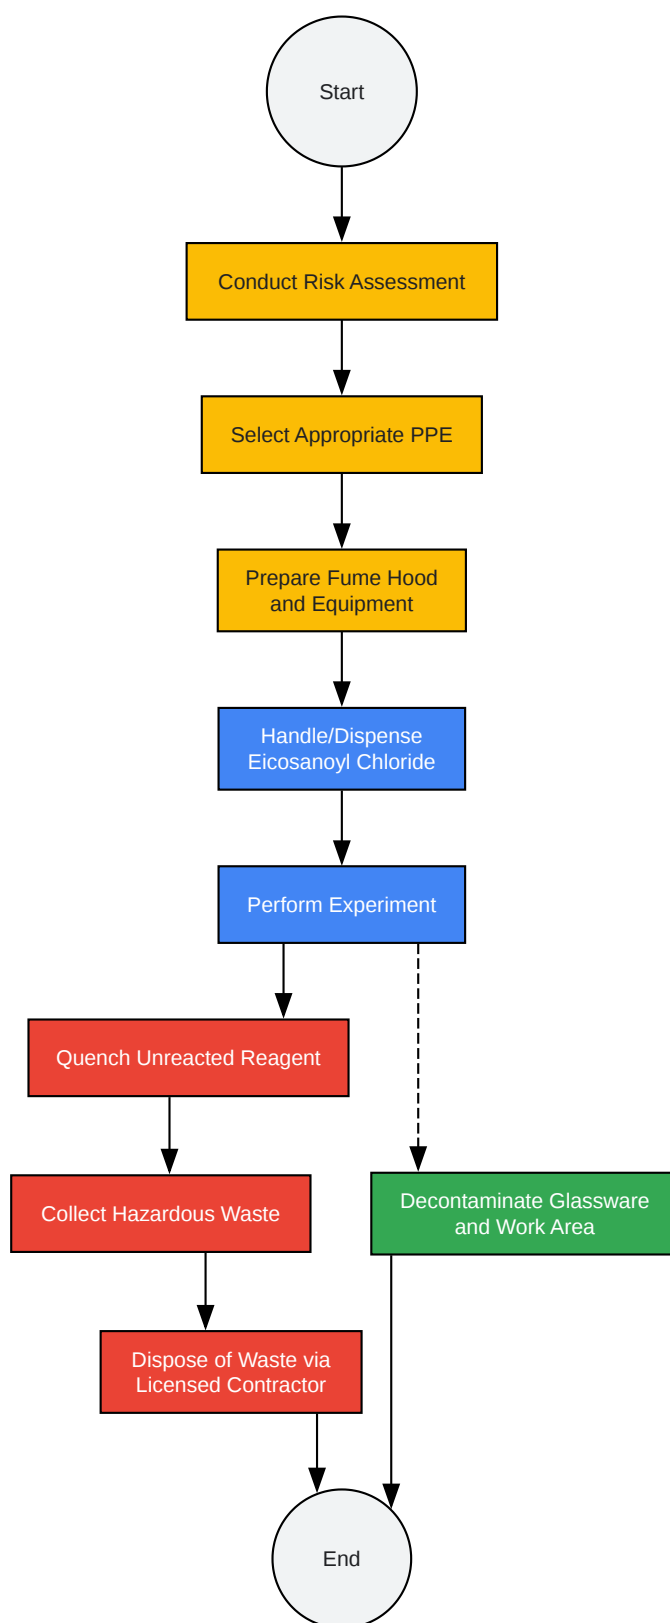 Start
Conduct Risk Assessment
Select Appropriate PPE
Prepare Fume Hood
and Equipment
Handle/Dispense
Eicosanoyl Chloride
Perform Experiment
Quench Unreacted Reagent
Collect Hazardous Waste
Decontaminate Glassware
and Work Area
Dispose of Waste via
Licensed Contractor
End